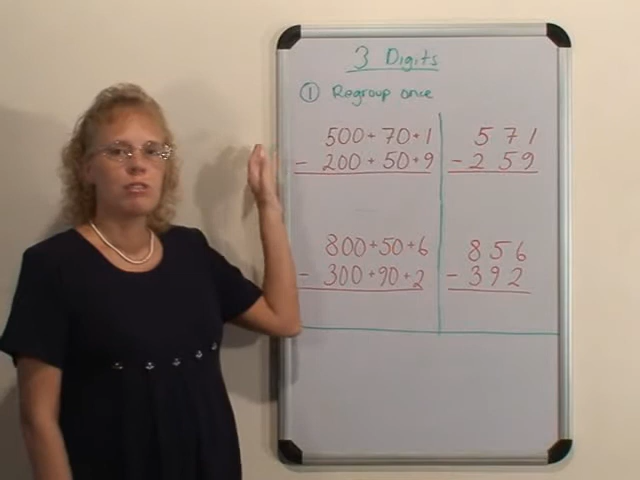 3 Digits
① Regroup once
500 + 70 + 1
- 200 + 50 + 9
571
- 259
800 + 50 + 6
- 300 + 90 + 2
856
- 392